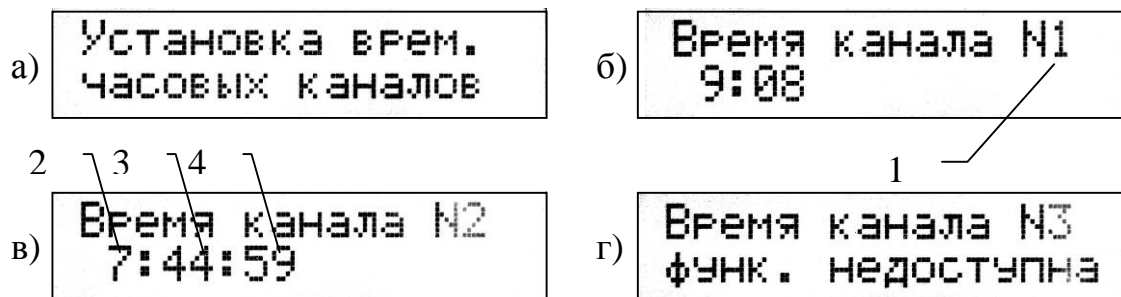 а)
Установка врем.
часовых каналов
б)
Время канала N1
9:08
1
2 3 4
в)
Время канала N2
7:44:59
г)
Время канала N3
функ. недоступна